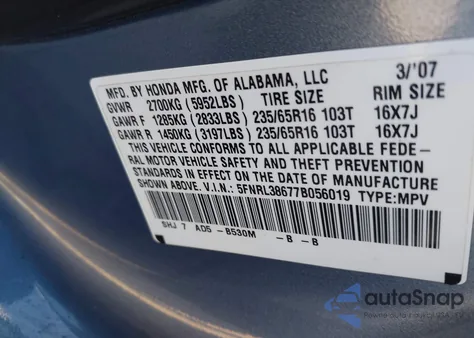 MFD. BY HONDA MFG. OF ALABAMA, LLC 3/'07
GVWR 2700KG (5952LBS) TIRE SIZE RIM SIZE
GAWR F 1285KG (2833LBS) 235/65R16 103T 16X7J
GAWR R 1450KG (3197LBS) 235/65R16 103T 16X7J
THIS VEHICLE CONFORMS TO ALL APPLICABLE FEDE-
RAL MOTOR VEHICLE SAFETY AND THEFT PREVENTION
STANDARDS IN EFFECT ON THE DATE OF MANUFACTURE
SHOWN ABOVE. V.I.N.: 5FNRL38677B056019 TYPE:MPV
SHJ 7 AD5 -B530M -B -B
autoSnap